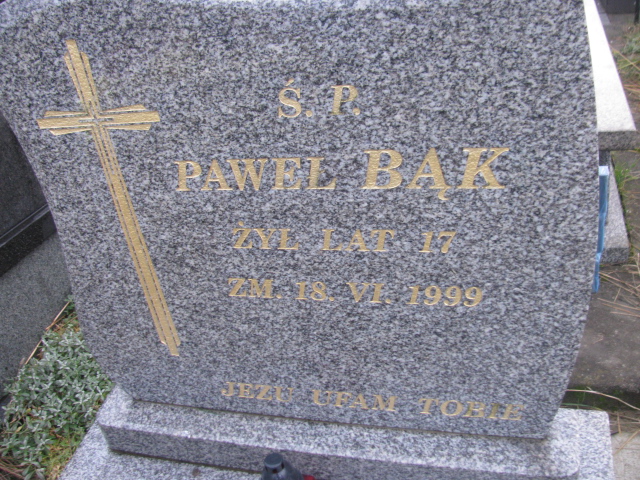 Ś. P.
PAWEŁ BĄK
ŻYŁ LAT 17
ZM. 18. VI. 1999
JEZU UFAM TOBIE